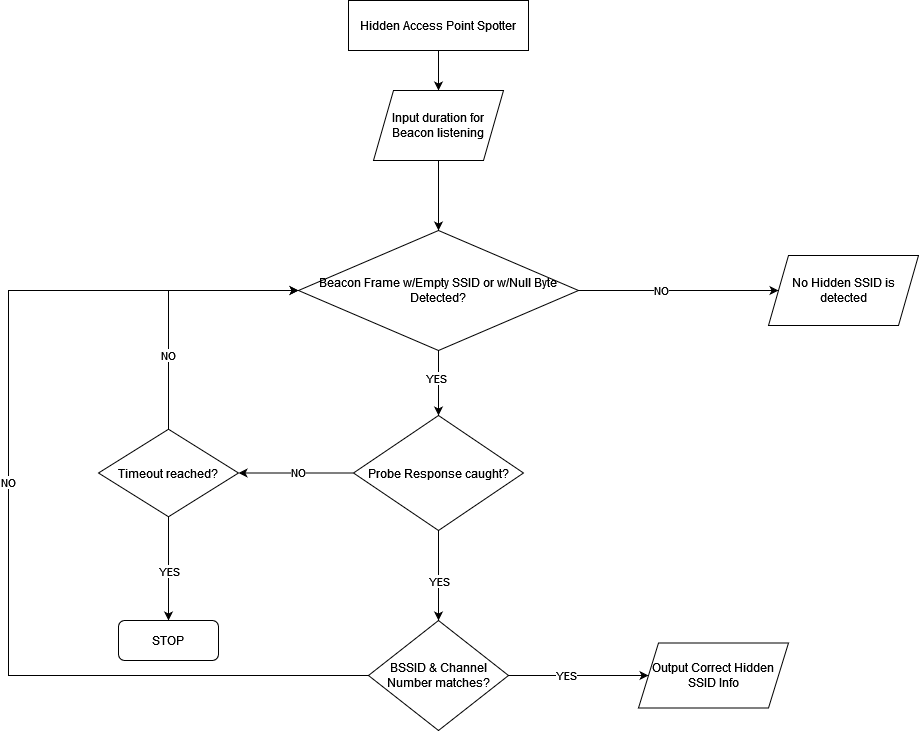 Hidden Access Point Spotter
Input duration for
Beacon listening
Beacon Frame w/Empty SSID or w/Null Byte
Detected?
NO
No Hidden SSID is
detected
NO
YES
Timeout reached?
NO
Probe Response caught?
NO
YES
YES
STOP
BSSID & Channel
Number matches?
YES
Output Correct Hidden
SSID Info